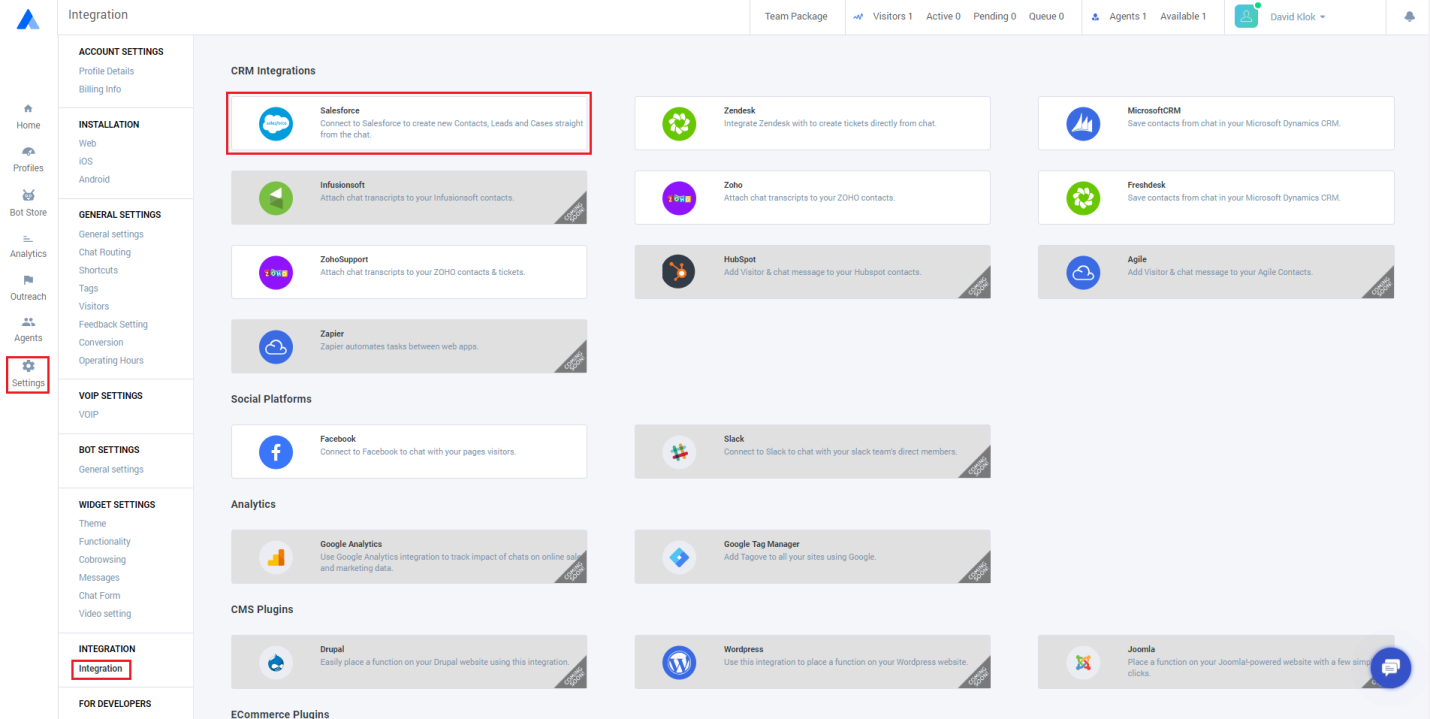 Integration
Team Package
Visitors 1 Active 0 Pending 0 Queue 0
Agents 1 Available 1
David Klok
Home
Profiles
Bot Store
Analytics
Outreach
Agents
Settings
ACCOUNT SETTINGS
Profile Details
Billing Info
INSTALLATION
Web
iOS
Android
GENERAL SETTINGS
General settings
Chat Routing
Shortcuts
Tags
Visitors
Feedback Setting
Conversion
Operating Hours
VOIP SETTINGS
VOIP
BOT SETTINGS
General settings
WIDGET SETTINGS
Theme
Functionality
Cobrowsing
Messages
Chat Form
Video setting
INTEGRATION
Integration
FOR DEVELOPERS
CRM Integrations
salesforce
Salesforce
Connect to Salesforce to create new Contacts, Leads and Cases straight
from the chat.
Zendesk
Integrate Zendesk with to create tickets directly from chat.
MicrosoftCRM
Save contacts from chat in your Microsoft Dynamics CRM.
Infusionsoft
Attach chat transcripts to your Infusionsoft contacts.
COMING
SOON!
ZOHO
Zoho
Attach chat transcripts to your ZOHO contacts.
Freshdesk
Save contacts from chat in your Microsoft Dynamics CRM.
ZOHO
ZohoSupport
Attach chat transcripts to your ZOHO contacts & tickets.
HubSpot
Add Visitor & chat message to your Hubspot contacts.
COMING
SOON!
Agile
Add Visitor & chat message to your Agile Contacts.
COMING
SOON!
Zapier
Zapier automates tasks between web apps.
COMING
SOON!
Social Platforms
Facebook
Connect to Facebook to chat with your pages visitors.
Slack
Connect to Slack to chat with your slack team's direct members.
COMING
SOON!
Analytics
Google Analytics
Use Google Analytics integration to track impact of chats on online sales
and marketing data.
COMING
SOON!
Google Tag Manager
Add Tagove to all your sites using Google.
COMING
SOON!
CMS Plugins
Drupal
Easily place a function on your Drupal website using this integration.
COMING
SOON!
Wordpress
Use this integration to place a function on your Wordpress website.
COMING
SOON!
Joomla
Place a function on your Joomla!-powered website with a few simp
clicks.
ECommerce Plugins